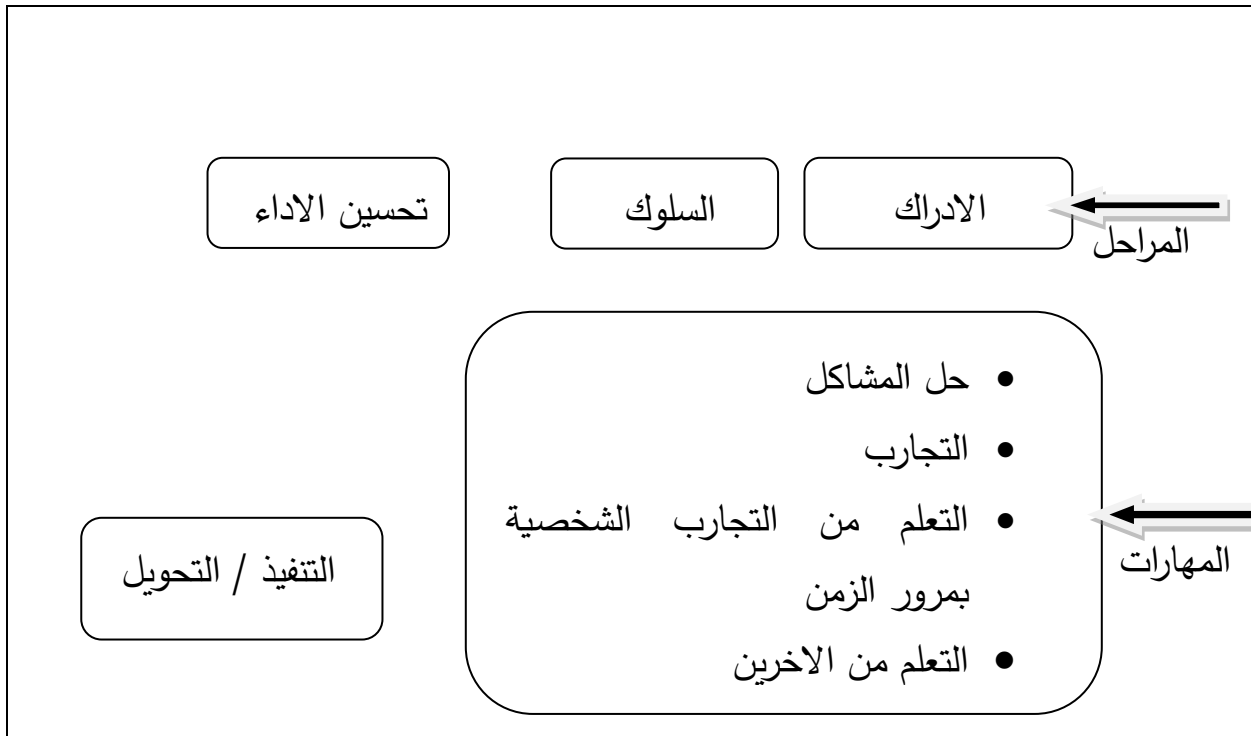 الادراك
السلوك
تحسين الاداء
المراحل
حل المشاكل
التجارب
التعلم من التجارب الشخصية
بمرور الزمن
التعلم من الاخرين
المهارات
التنفيذ / التحويل